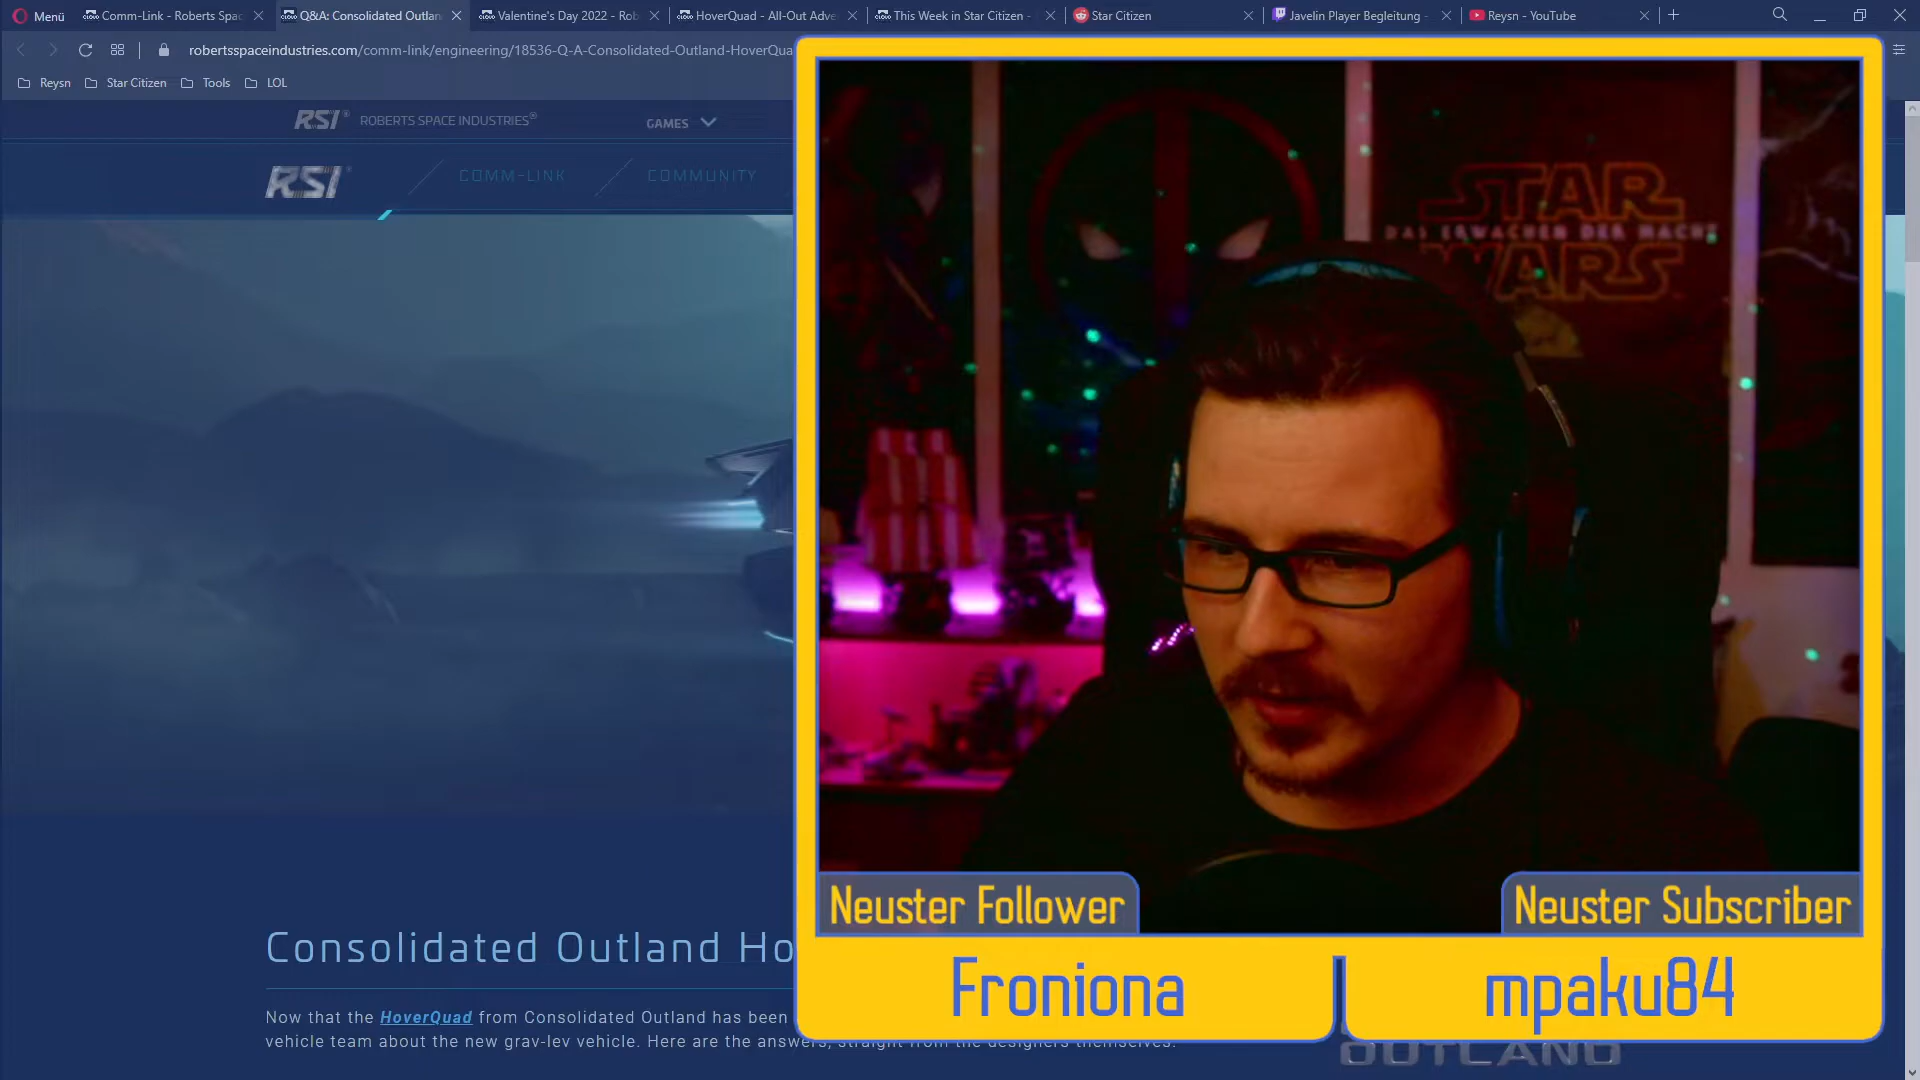 Menü
Comm-Link - Roberts Spac
Q&A: Consolidated Outlan
Valentine's Day 2022 - Rob
HoverQuad - All-Out Adve
This Week in Star Citizen -
Star Citizen
Javelin Player Begleitung -
Reysn - YouTube
robertsspaceindustries.com/comm-link/engineering/18536-Q-A-Consolidated-Outland-HoverQua
Reysn
Star Citizen
Tools
LOL
RSI ROBERTS SPACE INDUSTRIES®
GAMES
RSI
COMM-LINK
COMMUNITY
STAR
DAS ERWACHEN DER MACHT
WARS
Neuster Follower
Neuster Subscriber
Froniona
mpaku84
Consolidated Outland Ho
Now that the HoverQuad from Consolidated Outland has been
vehicle team about the new grav-lev vehicle. Here are the answers, straight from the designers themselves.
OUTLAND